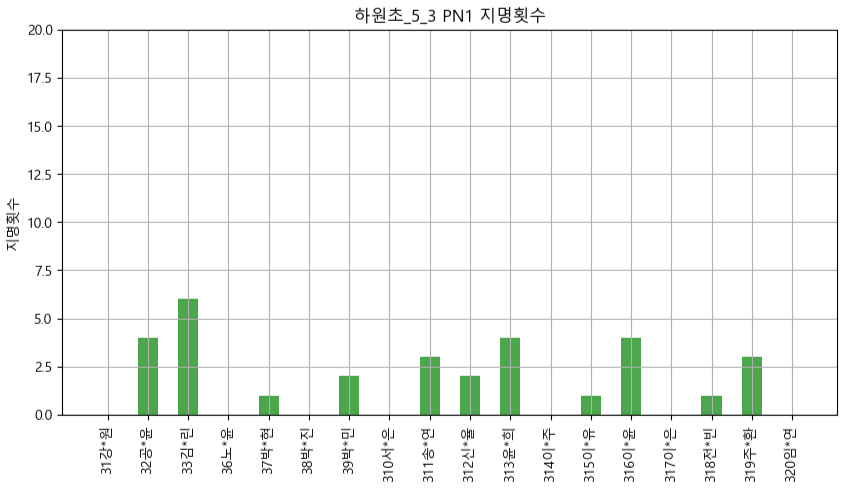 하원초_5_3 PN1 지명횟수
지명횟수
20.0
17.5
15.0
12.5
10.0
7.5
5.0
2.5
0.0
31강*원
32공*윤
33김*린
36노*윤
37박*현
38박*진
39박*민
310서*은
311송*연
312신*율
313윤*희
314이*주
315이*유
316이*윤
317이*은
318전*빈
319주*환
320임*연